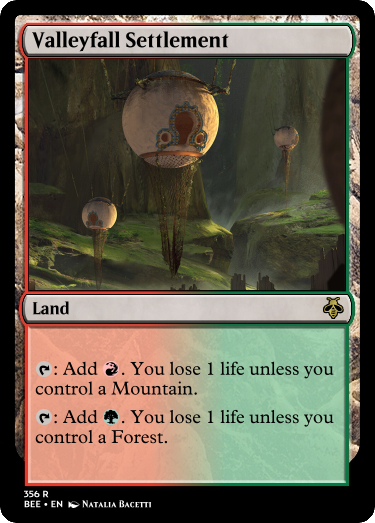 Valleyfall Settlement
Land
: Add . You lose 1 life unless you
control a Mountain.
: Add . You lose 1 life unless you
control a Forest.
356 R
BEE • EN Natalia Bacetti